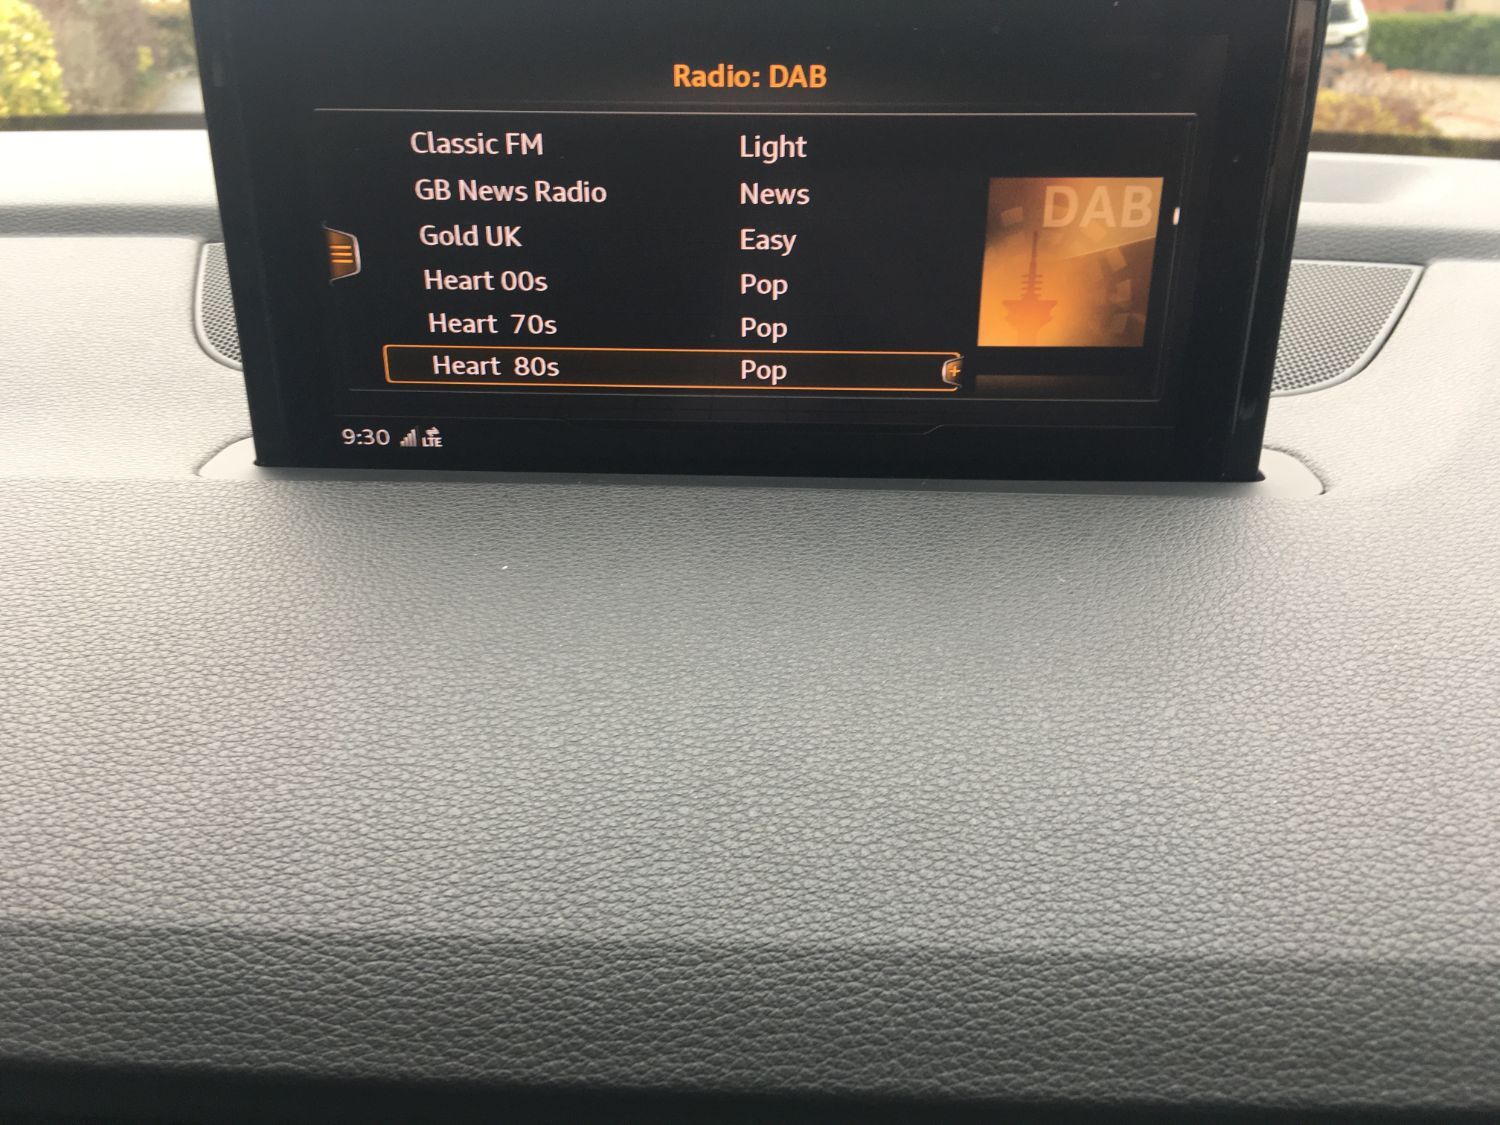 Radio: DAB
Classic FM Light
GB News Radio News
Gold UK Easy
Heart 00s Pop
Heart 70s Pop
Heart 80s Pop
DAB
9:30 LTE